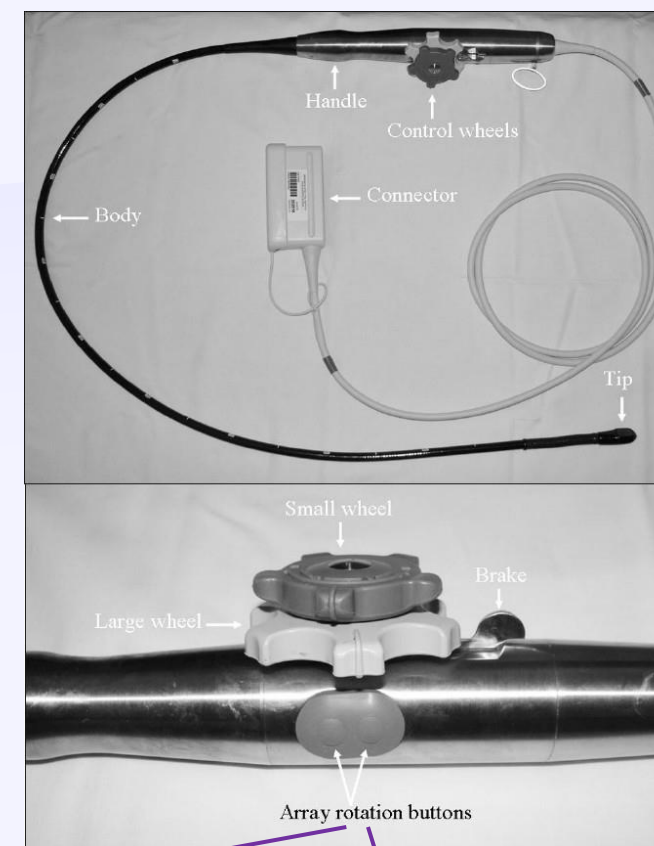 Handle
Control wheels
Connector
Body
Tip
Small wheel
Brake
Large wheel
Array rotation buttons